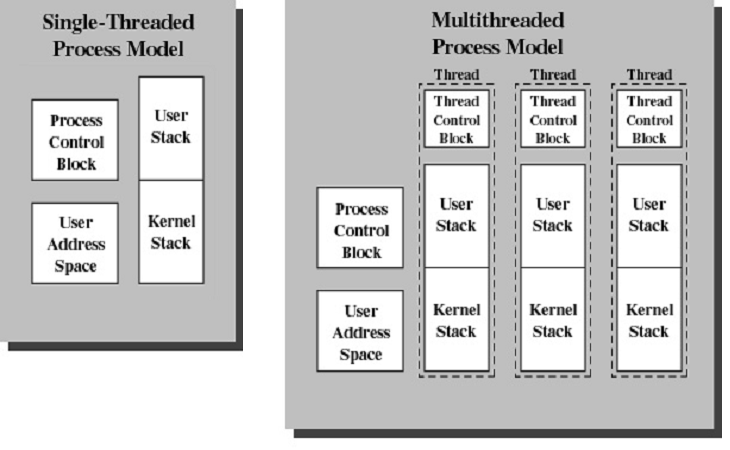 Single-Threaded
Process Model
Process
Control
Block
User
Stack
User
Address
Space
Kernel
Stack
Multithreaded
Process Model
Thread
Thread
Thread
Thread
Control
Block
Thread
Control
Block
Thread
Control
Block
Process
Control
Block
User
Stack
User
Stack
User
Stack
User
Address
Space
Kernel
Stack
Kernel
Stack
Kernel
Stack